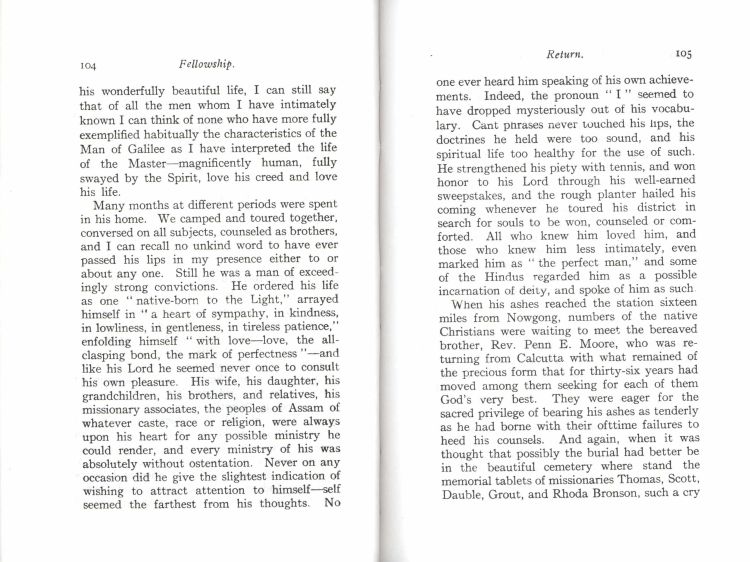 104 Fellowship.
his wonderfully beautiful life, I can still say
that of all the men whom I have intimately
known I can think of none who have more fully
exemplified habitually the characteristics of the
Man of Galilee as I have interpreted the life
of the Master—magnificently human, fully
swayed by the Spirit, love his creed and love
his life.
Many months at different periods were spent
in his home. We camped and toured together,
conversed on all subjects, counseled as brothers,
and I can recall no unkind word to have ever
passed his lips in my presence either to or
about any one. Still he was a man of exceed-
ingly strong convictions. He ordered his life
as one “ native-born to the Light,” arrayed
himself in “ a heart of sympathy, in kindness,
in lowliness, in gentleness, in tireless patience,”
enfolding himself “ with love—love, the all-
clasping bond, the mark of perfectness ”—and
like his Lord he seemed never once to consult
his own pleasure. His wife, his daughter, his
grandchildren, his brothers, and relatives, his
missionary associates, the peoples of Assam of
whatever caste, race or religion, were always
upon his heart for any possible ministry he
could render, and every ministry of his was
absolutely without ostentation. Never on any
occasion did he give the slightest indication of
wishing to attract attention to himself—self
seemed the farthest from his thoughts. No
Return. 105
one ever heard him speaking of his own achieve-
ments. Indeed, the pronoun “ I ” seemed to
have dropped mysteriously out of his vocabu-
lary. Cant phrases never touched his lips, the
doctrines he held were too sound, and his
spiritual life too healthy for the use of such.
He strengthened his piety with tennis, and won
honor to his Lord through his well-earned
sweepstakes, and the rough planter hailed his
coming whenever he toured his district in
search for souls to be won, counseled or com-
forted. All who knew him loved him, and
those who knew him less intimately, even
marked him as “ the perfect man,” and some
of the Hindus regarded him as a possible
incarnation of deity, and spoke of him as such
When his ashes reached the station sixteen
miles from Nowgong, numbers of the native
Christians were waiting to meet the bereaved
brother, Rev. Penn E. Moore, who was re-
turning from Calcutta with what remained of
the precious form that for thirty-six years had
moved among them seeking for each of them
God's very best. They were eager for the
sacred privilege of bearing his ashes as tenderly
as he had borne with their ofttime failures to
heed his counsels. And again, when it was
thought that possibly the burial had better be
in the beautiful cemetery where stand the
memorial tablets of missionaries Thomas, Scott,
Dauble, Grout, and Rhoda Bronson, such a cry